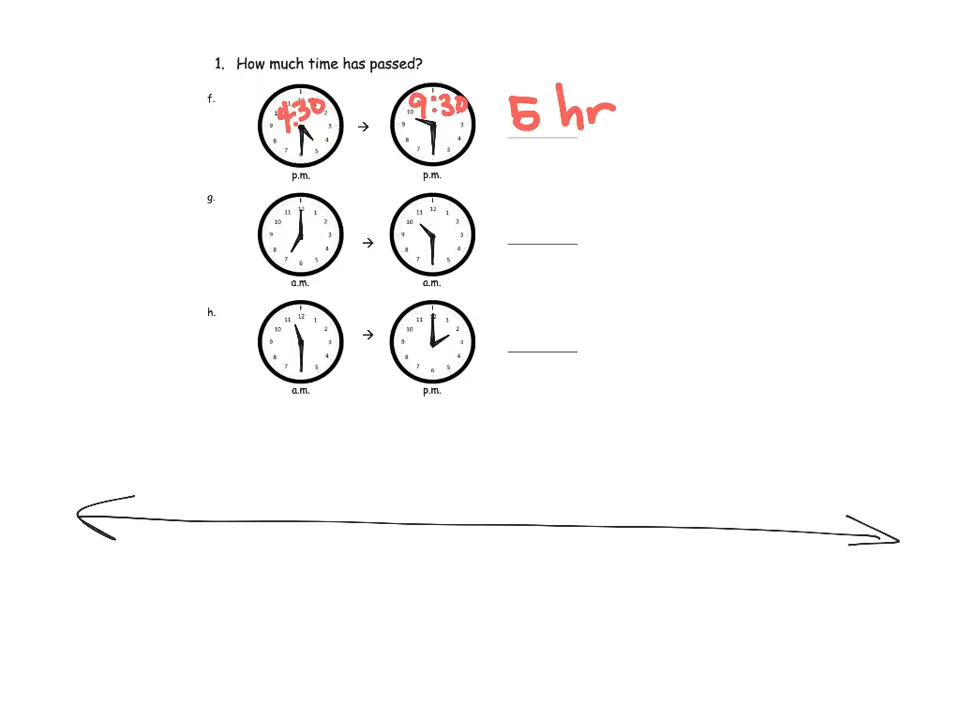 1. How much time has passed?
f. 4:30 → 9:30 5 hr
p.m. p.m.
g. →
a.m. a.m.
h. →
a.m. p.m.